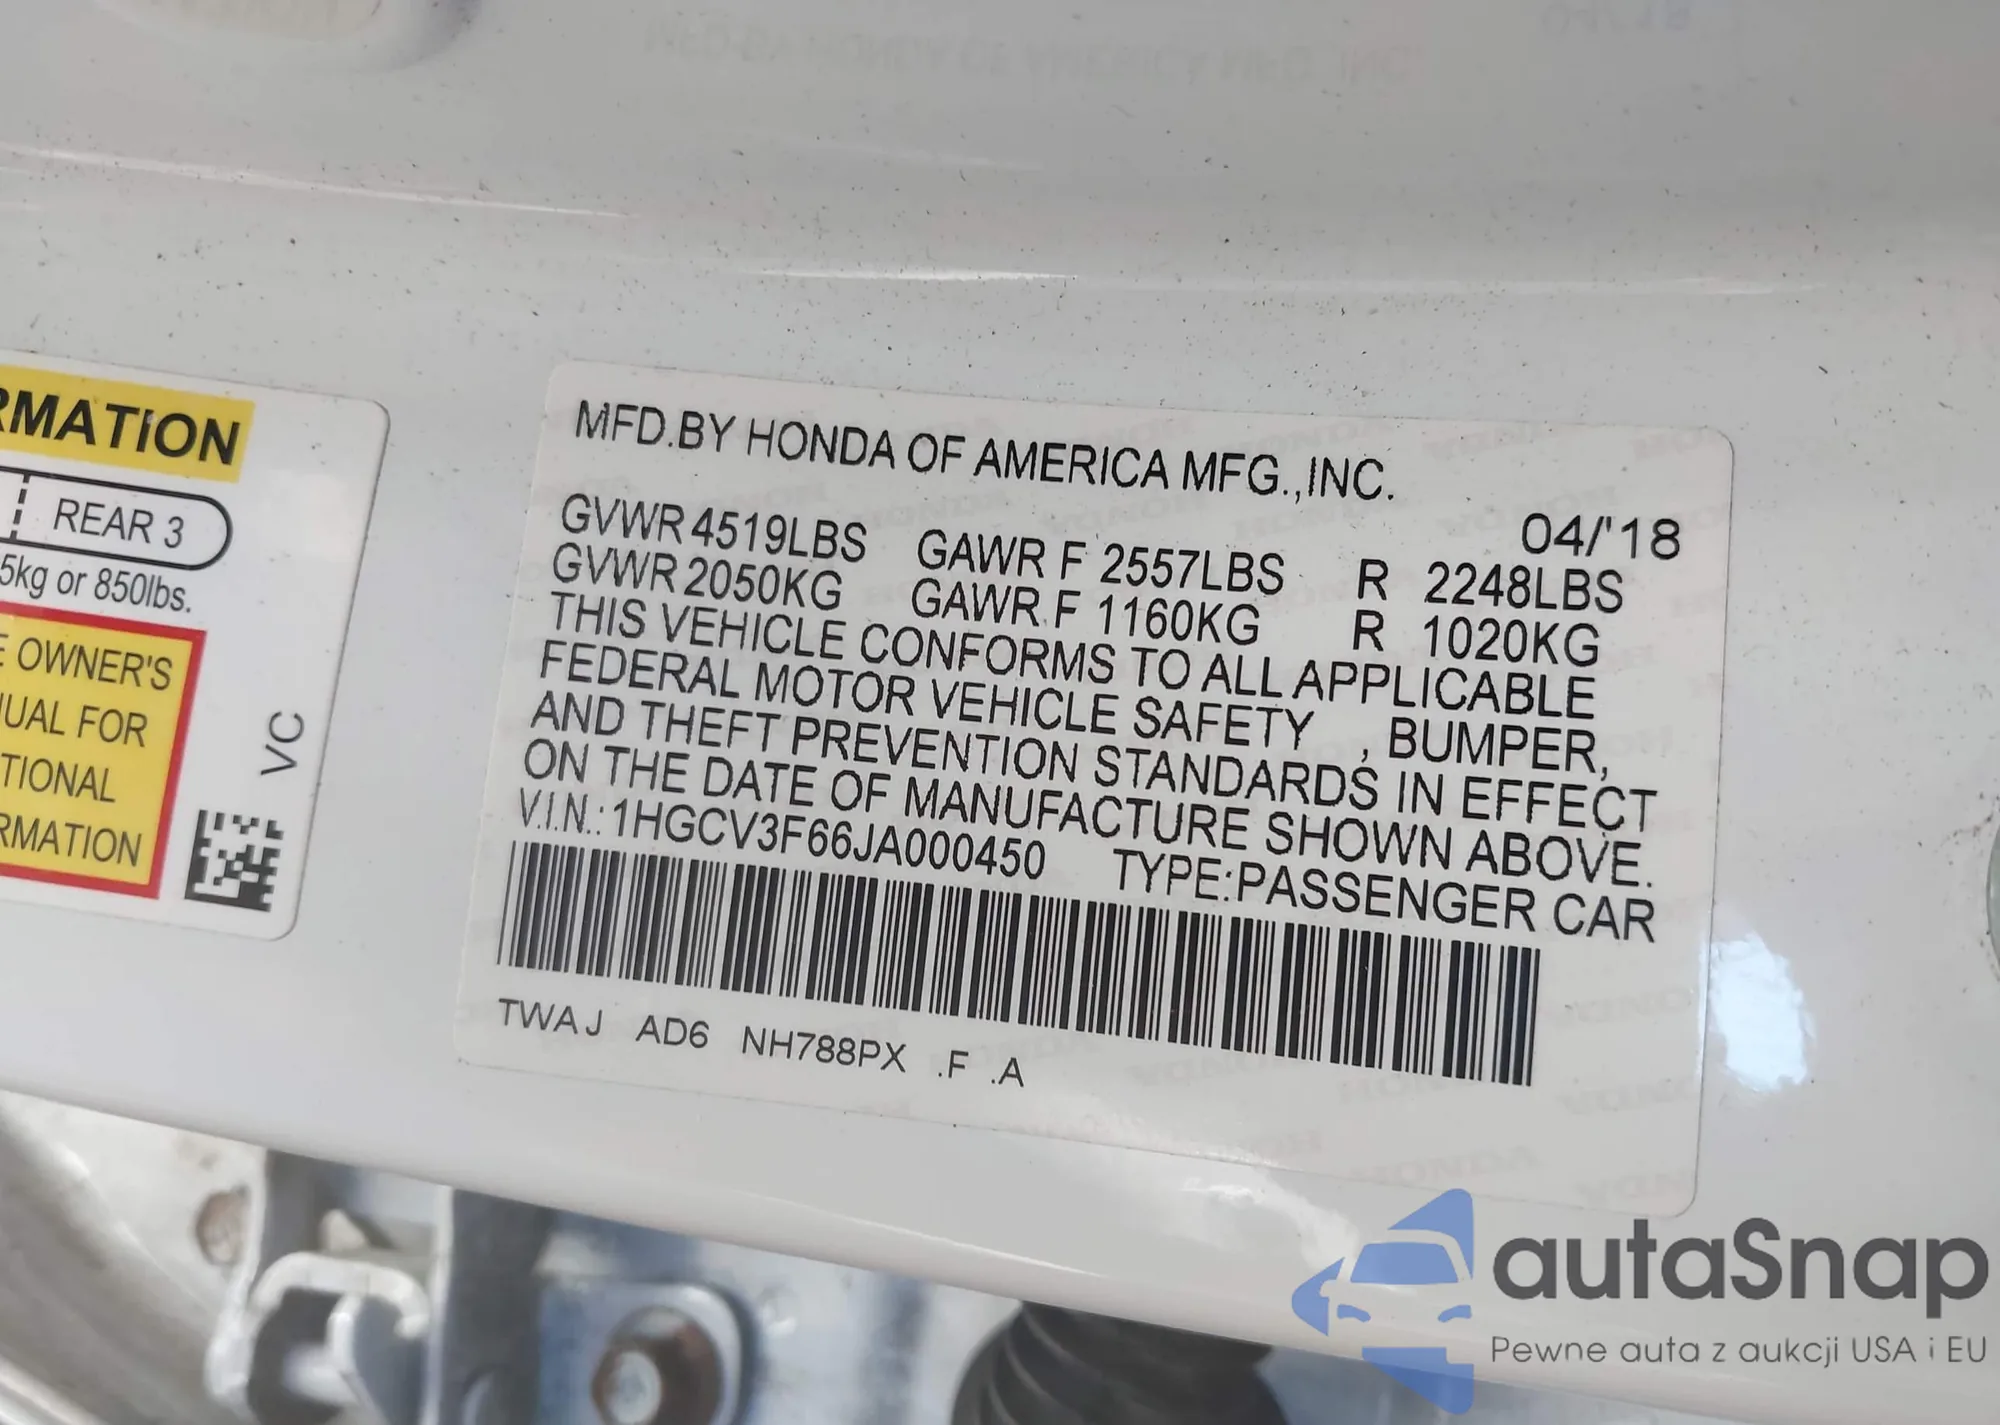 RMATION
REAR 3
5kg or 850lbs.
E OWNER'S
UAL FOR
TIONAL
RMATION
VC
MFD.BY HONDA OF AMERICA MFG.,INC.
04/'18
GVWR 4519LBS GAWR F 2557LBS R 2248LBS
GVWR 2050KG GAWR F 1160KG R 1020KG
THIS VEHICLE CONFORMS TO ALL APPLICABLE
FEDERAL MOTOR VEHICLE SAFETY , BUMPER,
AND THEFT PREVENTION STANDARDS IN EFFECT
ON THE DATE OF MANUFACTURE SHOWN ABOVE.
V.I.N.: 1HGCV3F66JA000450 TYPE:PASSENGER CAR
TWAJ AD6 NH788PX .F .A
autaSnap
Pewne auta z aukcji USA i EU